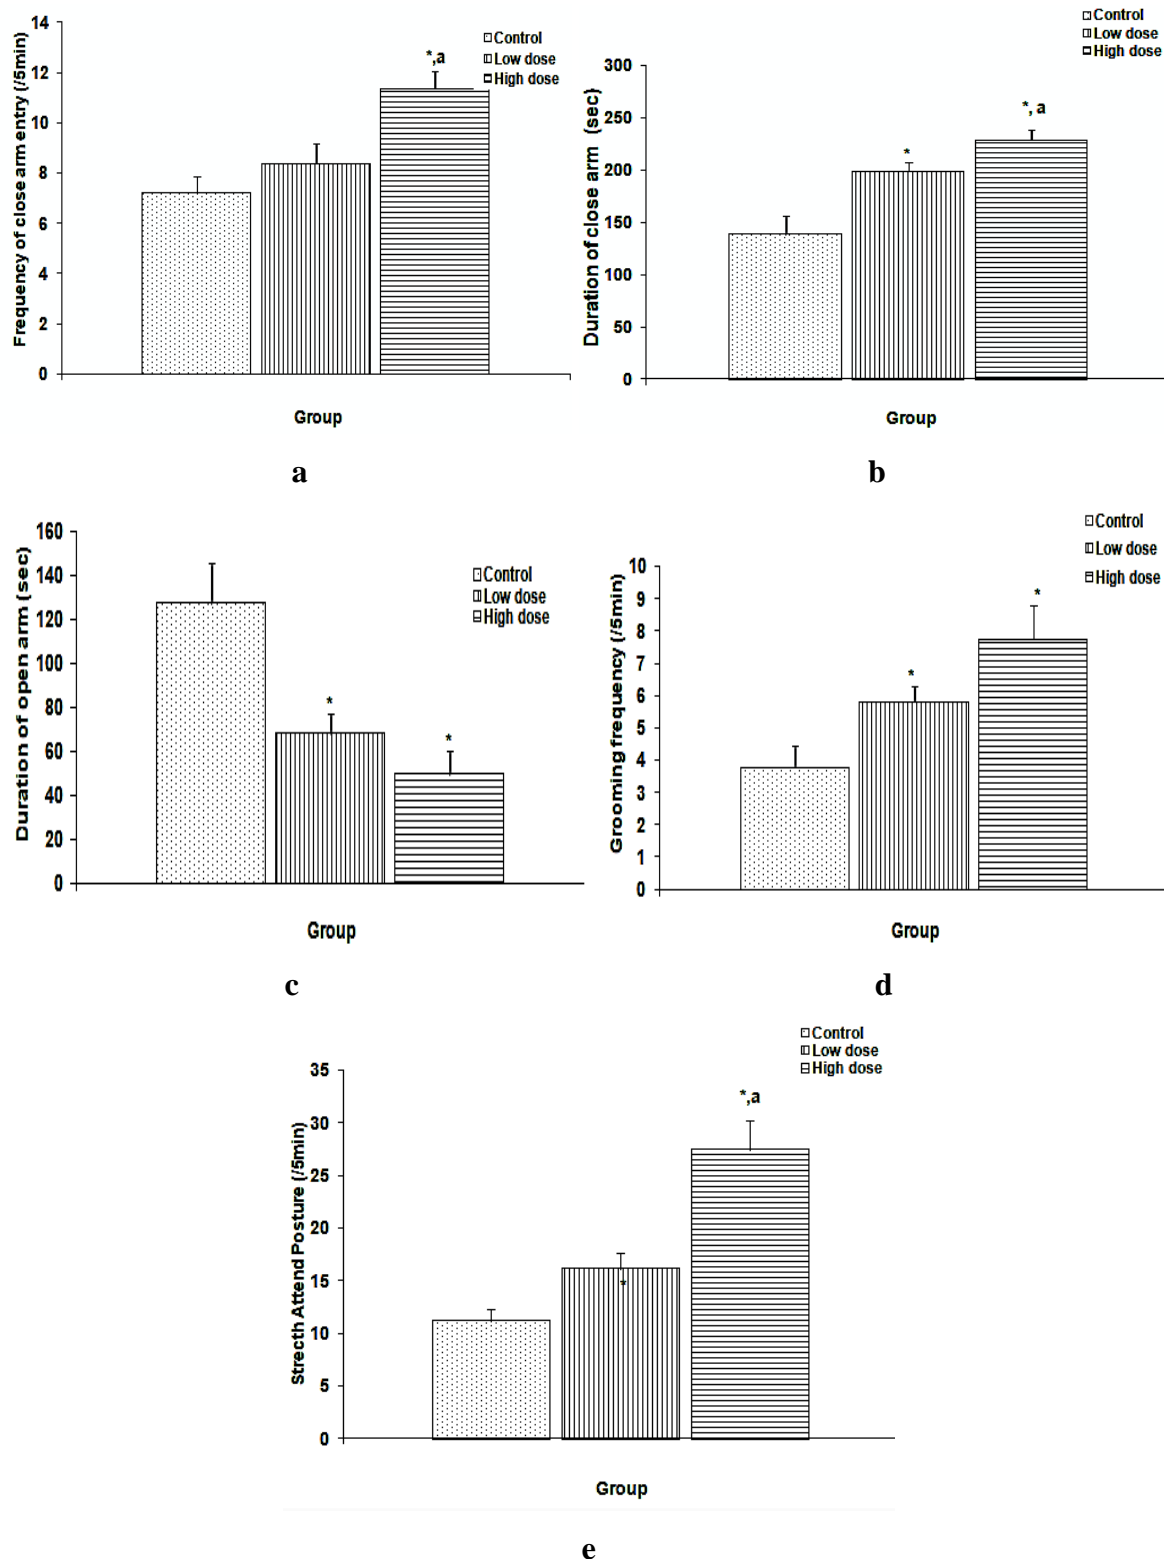 Frequency of close arm entry (/5min)
14
12
10
8
6
4
2
0
*,a
Control
Low dose
High dose
Group
a
Duration of close arm (sec)
300
250
200
150
100
50
0
*
*, a
Control
Low dose
High dose
Group
b
Duration of open arm (sec)
160
140
120
100
80
60
40
20
0
*
*
Control
Low dose
High dose
Group
c
Grooming frequency (/5min)
10
9
8
7
6
5
4
3
2
1
0
*
*
Control
Low dose
High dose
Group
d
Strecth Attend Posture (/5min)
35
30
25
20
15
10
5
0
*
*,a
Control
Low dose
High dose
Group
e